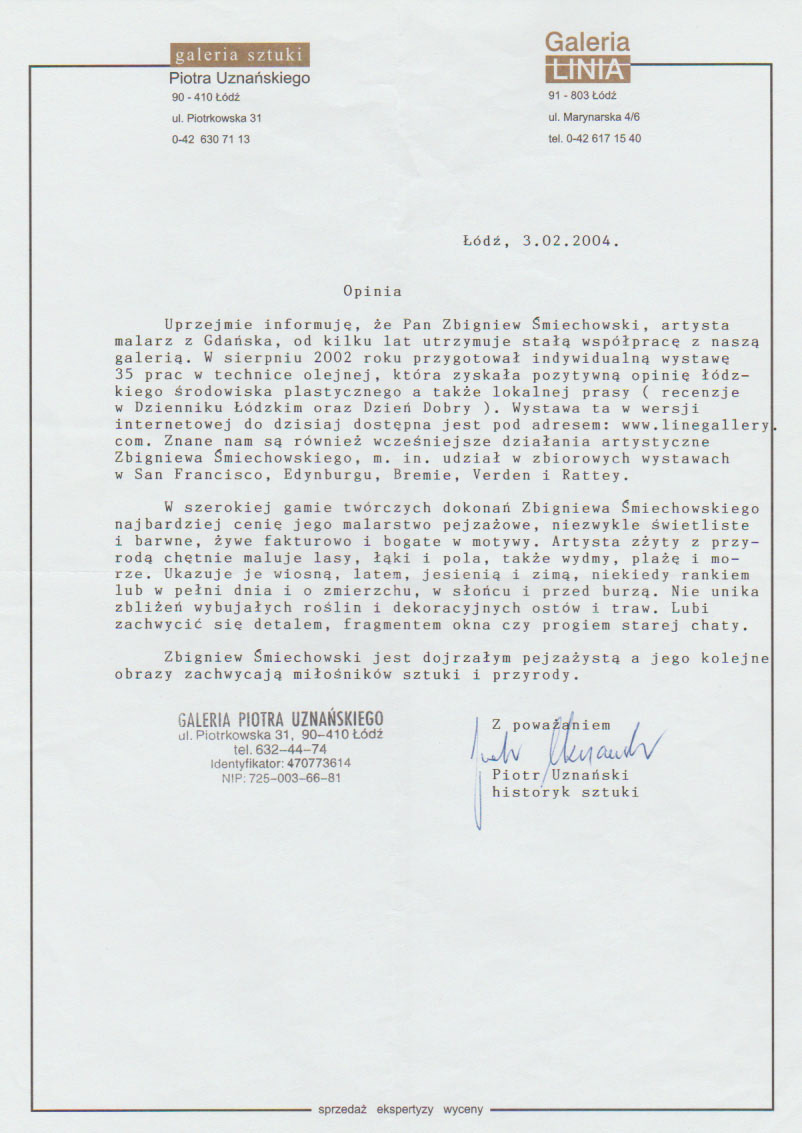 galeria sztuki
Piotra Uznańskiego
90 - 410 Łódź
ul. Piotrkowska 31
0-42 630 71 13
Galeria
LINIA
91 - 803 Łódź
ul. Marynarska 4/6
tel. 0-42 617 15 40
Łódź, 3.02.2004.
Opinia
Uprzejmie informuję, że Pan Zbigniew Śmiechowski, artysta
malarz z Gdańska, od kilku lat utrzymuje stałą współpracę z naszą
galerią. W sierpniu 2002 roku przygotował indywidualną wystawę
35 prac w technice olejnej, która zyskała pozytywną opinię łódz-
kiego środowiska plastycznego a także lokalnej prasy ( recenzje
w Dzienniku Łódzkim oraz Dzień Dobry ). Wystawa ta w wersji
internetowej do dzisiaj dostępna jest pod adresem: www.linegallery.
com. Znane nam są również wcześniejsze działania artystyczne
Zbigniewa Śmiechowskiego, m. in. udział w zbiorowych wystawach
w San Francisco, Edynburgu, Bremie, Verden i Rattey.
W szerokiej gamie twórczych dokonań Zbigniewa Śmiechowskiego
najbardziej cenię jego malarstwo pejzażowe, niezwykle świetliste
i barwne, żywe fakturowo i bogate w motywy. Artysta zżyty z przy-
rodą chętnie maluje lasy, łąki i pola, także wydmy, plażę i mo-
rze. Ukazuje je wiosną, latem, jesienią i zimą, niekiedy rankiem
lub w pełni dnia i o zmierzchu, w słońcu i przed burzą. Nie unika
zbliżeń wybujałych roślin i dekoracyjnych ostów i traw. Lubi
zachwycić się detalem, fragmentem okna czy progiem starej chaty.
Zbigniew Śmiechowski jest dojrzałym pejzażystą a jego kolejne
obrazy zachwycają miłośników sztuki i przyrody.
GALERIA PIOTRA UZNAŃSKIEGO
ul. Piotrkowska 31, 90-410 Łódź
tel. 632-44-74
Identyfikator: 470773614
NIP: 725-003-66-81
Z poważaniem
Piotr Uznański
historyk sztuki
sprzedaż ekspertyzy wyceny